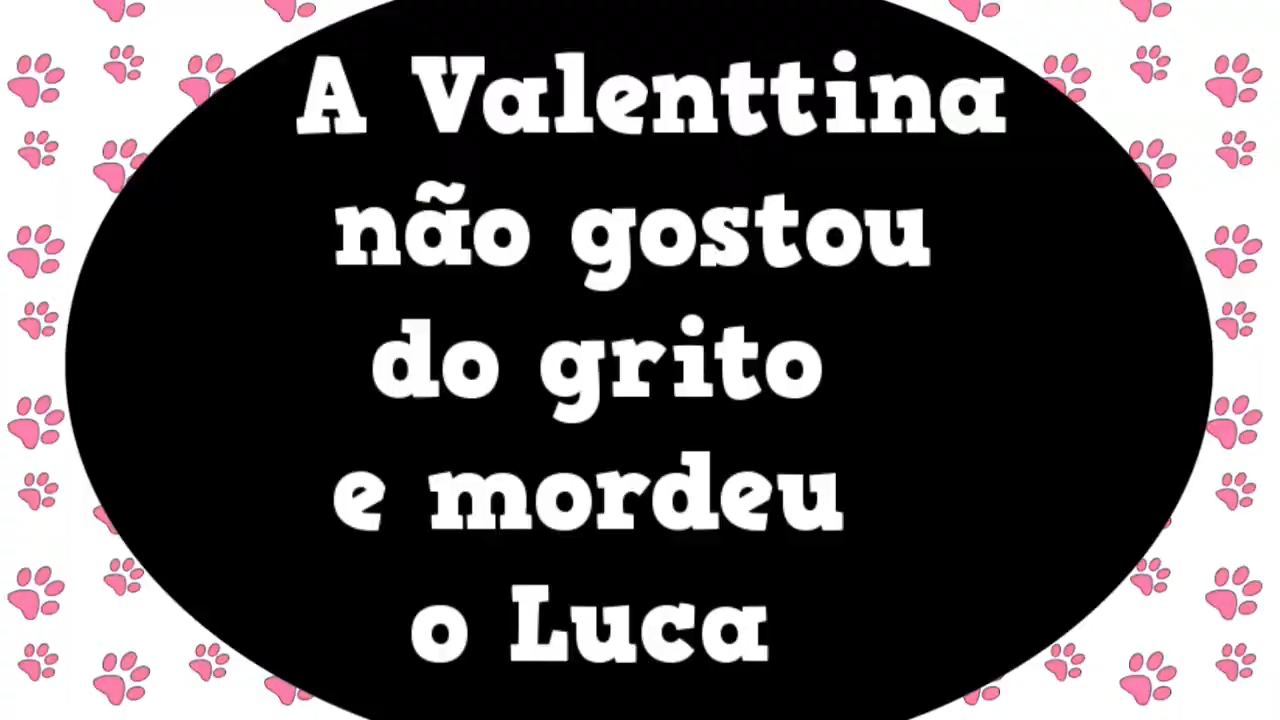 A Valenttina
não gostou
do grito
e mordeu
o Luca